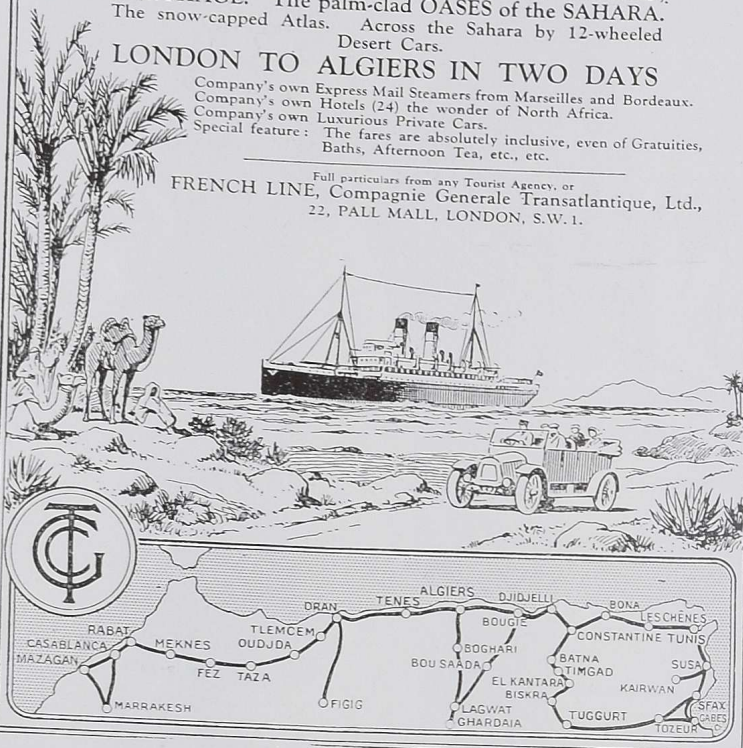 The palm-clad OASES of the SAHARA.
The snow-capped Atlas. Across the Sahara by 12-wheeled
Desert Cars.
LONDON TO ALGIERS IN TWO DAYS
Company's own Express Mail Steamers from Marseilles and Bordeaux.
Company's own Hotels (24) the wonder of North Africa.
Company's own Luxurious Private Cars.
Special feature: The fares are absolutely inclusive, even of Gratuities,
Baths, Afternoon Tea, etc., etc.
Full particulars from any Tourist Agency, or
FRENCH LINE, Compagnie Generale Transatlantique, Ltd.,
22, PALL MALL, LONDON, S.W.1.
CGT
RABAT
CASABLANCA
MAZAGAN
MARRAKESH
MEKNES
FEZ
TAZA
OUDJDA
TLEMCEM
ORAN
FIGIG
TENES
ALGIERS
BOGHARI
BOU SAADA
LAGWAT
GHARDAIA
DJIDJELLI
BOUGIE
CONSTANTINE
BATNA
TIMGAD
EL KANTARA
BISKRA
TUGGURT
BONA
LES CHÊNES
TUNIS
SUSA
KAIRWAN
SFAX
GABES
TOZEUR